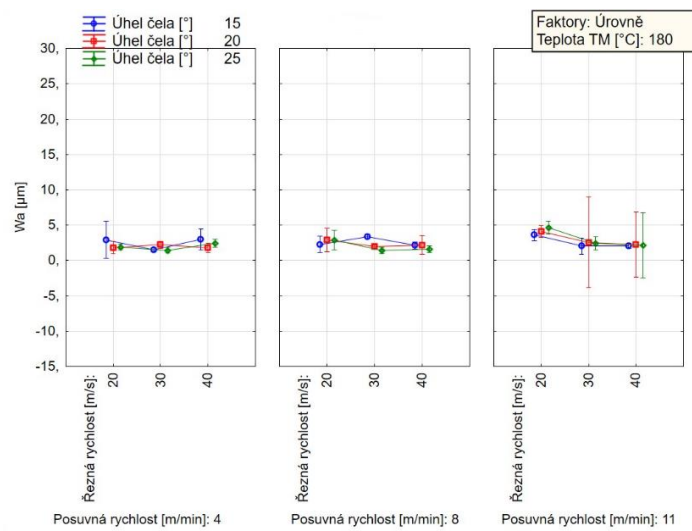 Úhel čela [°] 15
Úhel čela [°] 20
Úhel čela [°] 25
Faktory: Úrovně
Teplota TM [°C]: 180
Wa [µm]
30,
25,
20,
15,
10,
5,
0,
-5,
-10,
-15,
Řezná rychlost [m/s]:
20
30
40
Řezná rychlost [m/s]:
20
30
40
Řezná rychlost [m/s]:
20
30
40
Posuvná rychlost [m/min]: 4
Posuvná rychlost [m/min]: 8
Posuvná rychlost [m/min]: 11